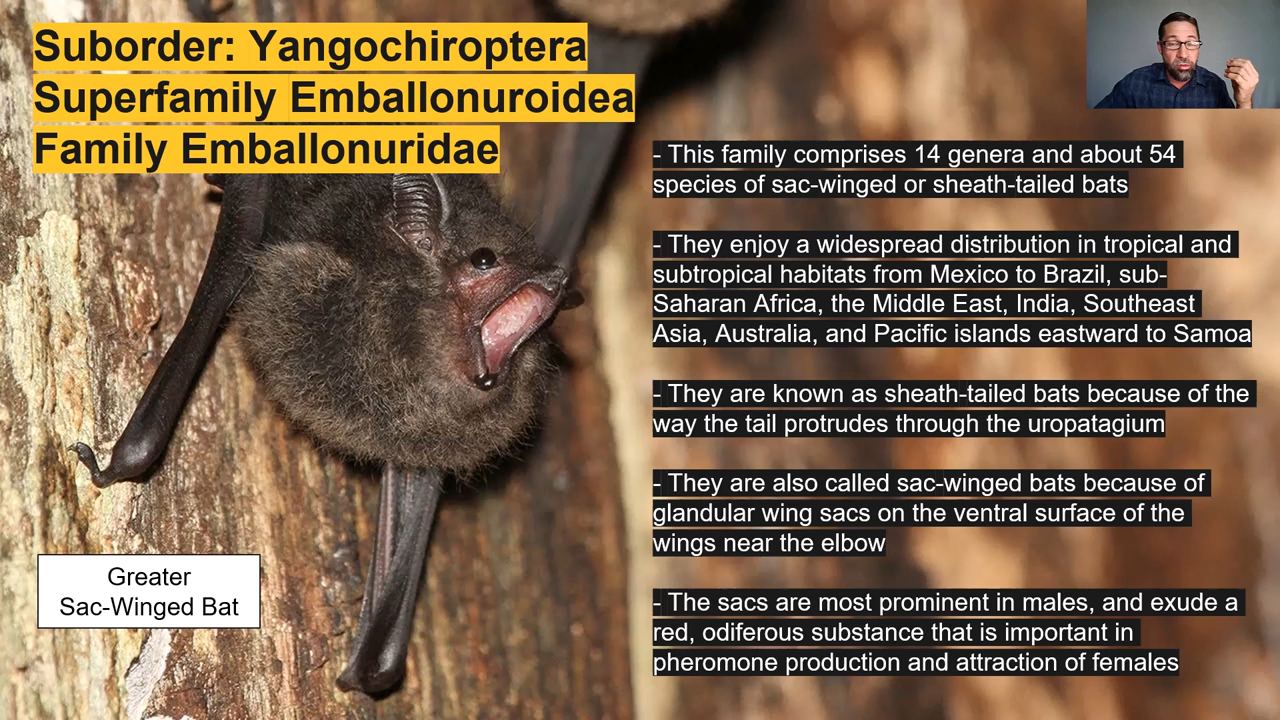 Suborder: Yangochiroptera
Superfamily Emballonuroidea
Family Emballonuridae
- This family comprises 14 genera and about 54
species of sac-winged or sheath-tailed bats
- They enjoy a widespread distribution in tropical and
subtropical habitats from Mexico to Brazil, sub-
Saharan Africa, the Middle East, India, Southeast
Asia, Australia, and Pacific islands eastward to Samoa
- They are known as sheath-tailed bats because of the
way the tail protrudes through the uropatagium
- They are also called sac-winged bats because of
glandular wing sacs on the ventral surface of the
wings near the elbow
- The sacs are most prominent in males, and exude a
red, odiferous substance that is important in
pheromone production and attraction of females
Greater
Sac-Winged Bat